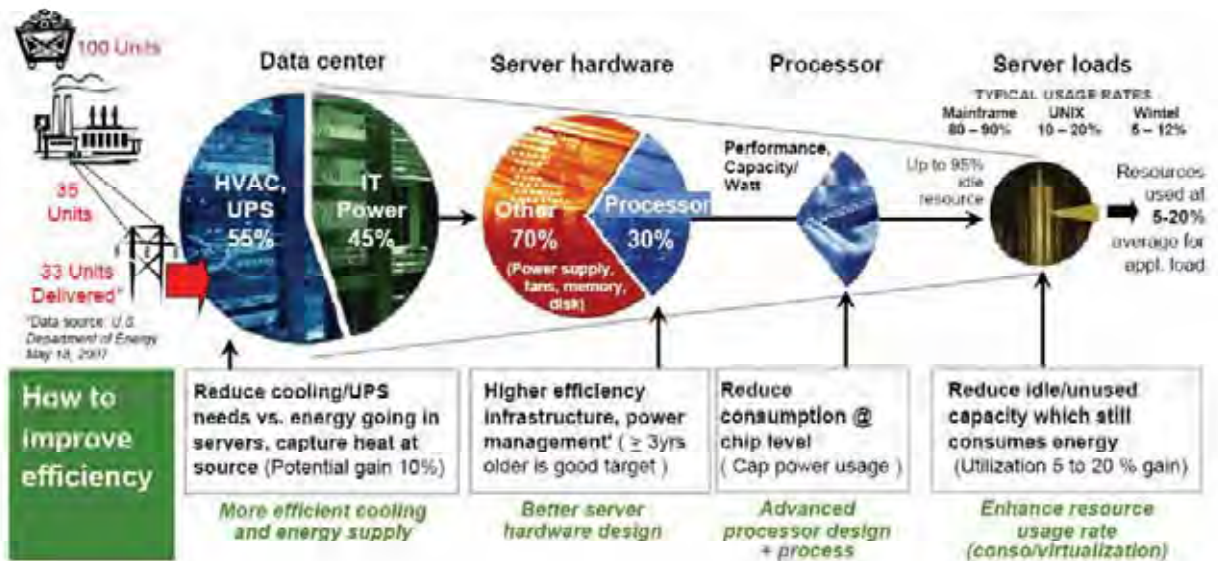 100 Units
35
Units
33 Units
Delivered*
*Data source: U.S.
Department of Energy
May 18, 2007
Data center
HVAC,
UPS
55%
IT
Power
45%
Server hardware
Other
70%
(Power supply,
fans, memory,
disk)
Processor
30%
Processor
Performance,
Capacity/
Watt
Server loads
TYPICAL USAGE RATES
Mainframe UNIX Wintel
80 – 90% 10 – 20% 5 – 12%
Up to 95%
idle
resource
Resources
used at
5-20%
average for
appl. load
How to
improve
efficiency
Reduce cooling/UPS
needs vs. energy going in
servers, capture heat at
source (Potential gain 10%)
More efficient cooling
and energy supply
Higher efficiency
infrastructure, power
management* ( ≥ 3yrs
older is good target )
Better server
hardware design
Reduce
consumption @
chip level
( Cap power usage )
Advanced
processor design
+ process
Reduce idle/unused
capacity which still
consumes energy
(Utilization 5 to 20 % gain)
Enhance resource
usage rate
(conso/virtualization)